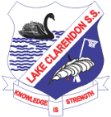 LAKE CLARENDON S.S.
KNOWLEDGE IS STRENGTH